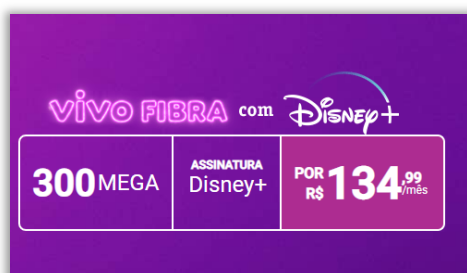 VIVO FIBRA com Disney+
300 MEGA
ASSINATURA
Disney+
POR
R$ 134,99
/mês